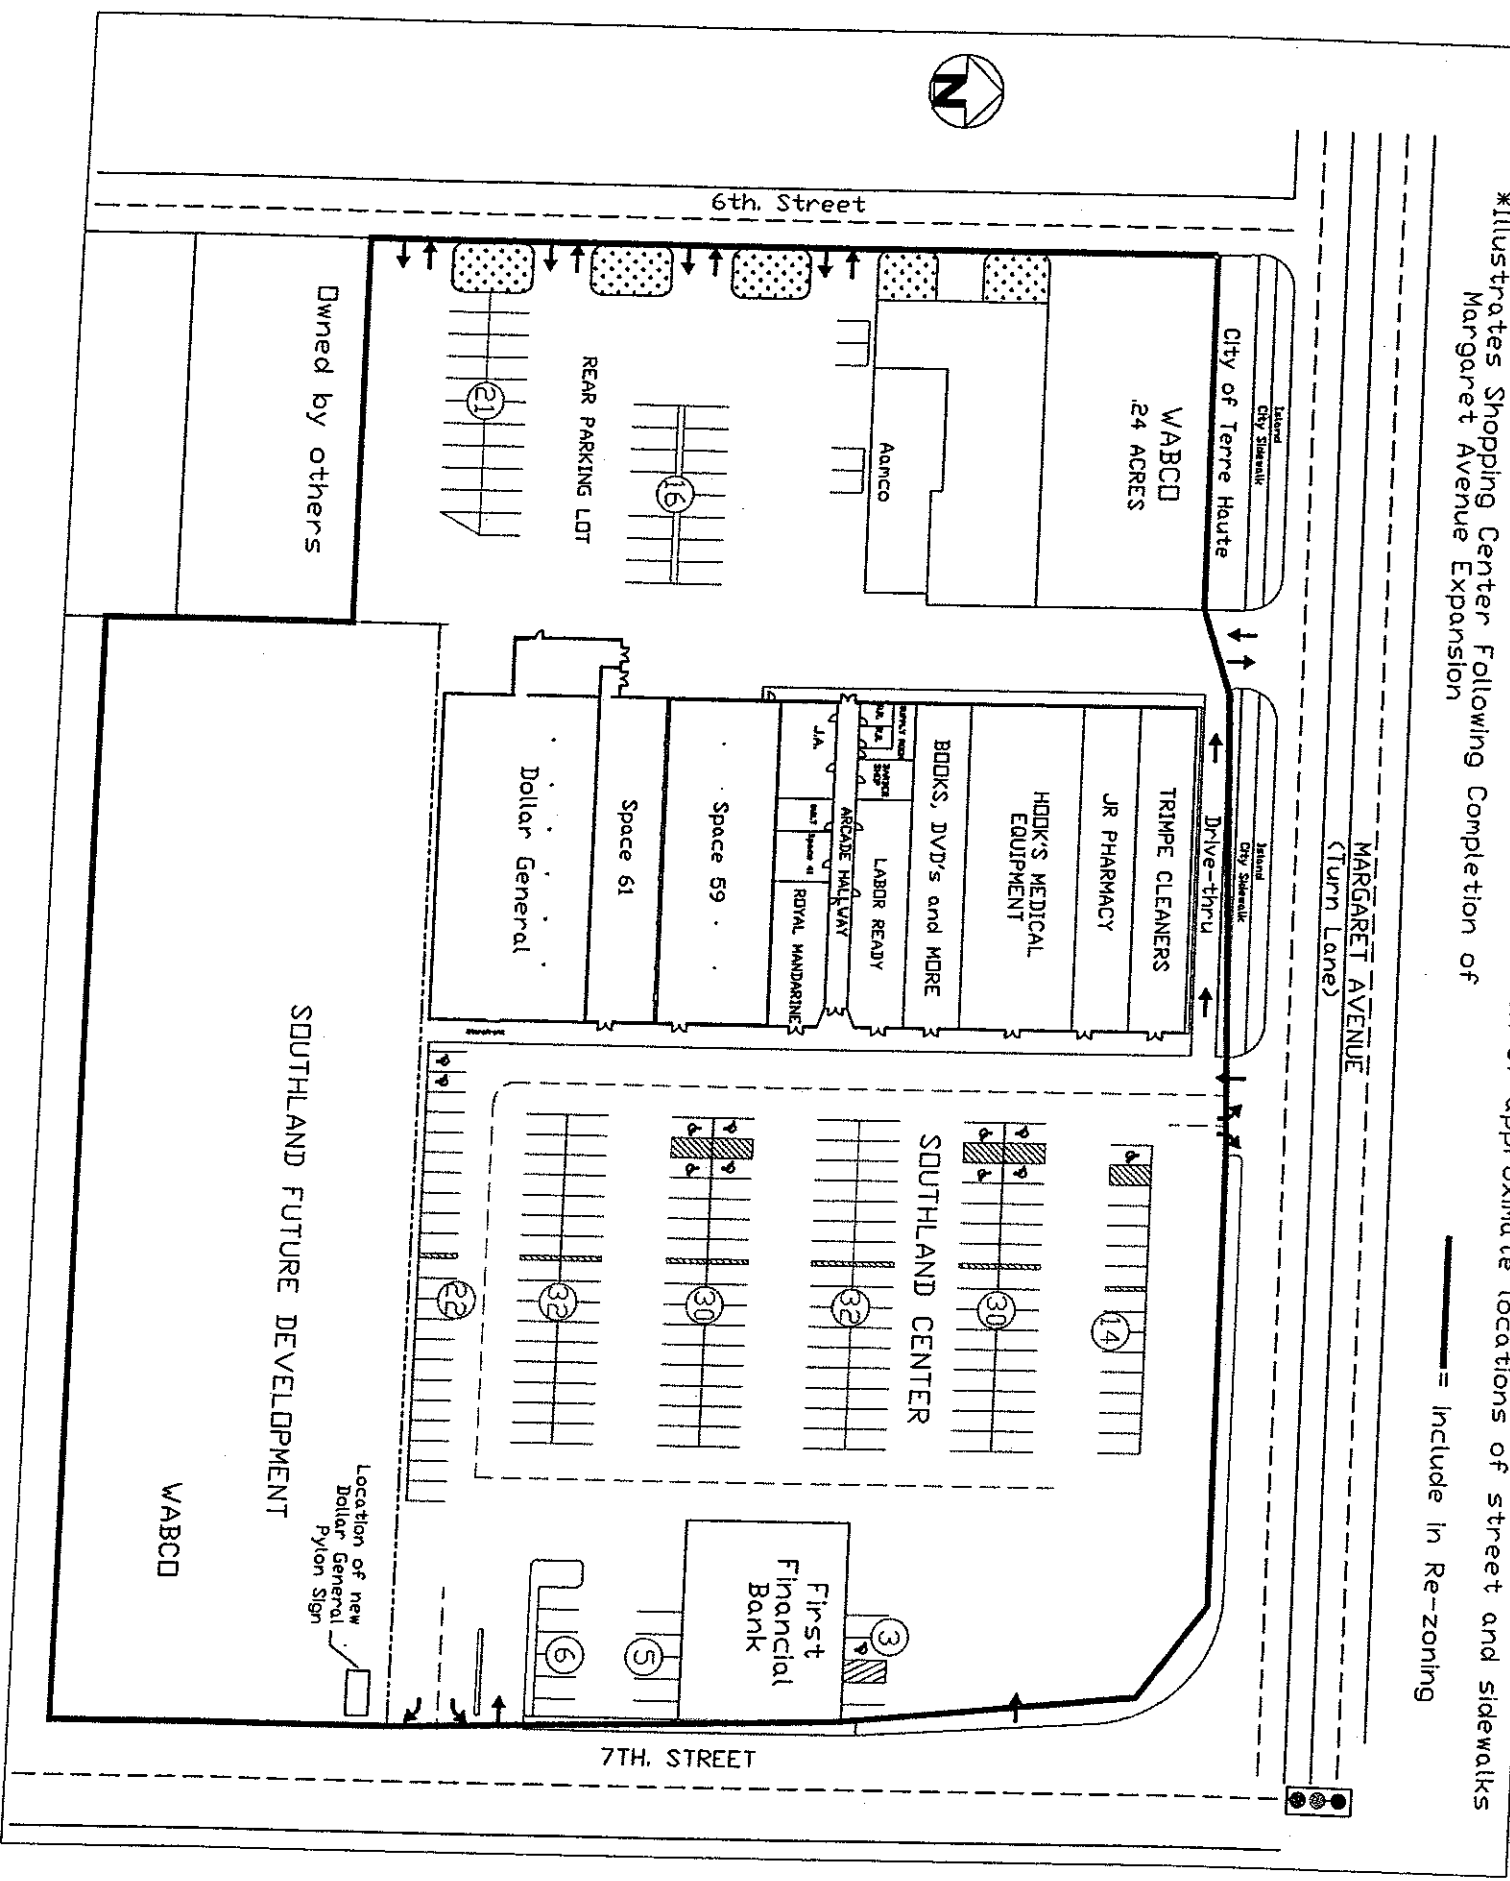 *Illustrates Shopping Center Following Completion of
Margaret Avenue Expansion
approximate locations of street and sidewalks
= Include in Re-zoning
MARGARET AVENUE
(Turn Lane)
N
6th. Street
Island
City Sidewalk
City of Terre Haute
WABCO
.24 ACRES
Aamco
16
REAR PARKING LOT
21
Owned by others
Island
City Sidewalk
Drive-thru
TRIMPE CLEANERS
JR PHARMACY
HOOK'S MEDICAL
EQUIPMENT
BOOKS, DVD's and MORE
SUPPLY ROOM
R.R.
R.R.
BARBER
SHOP
LABOR READY
ARCADE HALLWAY
J.A.
ROYAL MANDARINE
Space 59
Space 61
Dollar General
Storefront
14
30
SOUTHLAND CENTER
32
30
32
22
3
First
Financial
Bank
5
6
7TH. STREET
Location of new
Dollar General
Pylon Sign
SOUTHLAND FUTURE DEVELOPMENT
WABCO